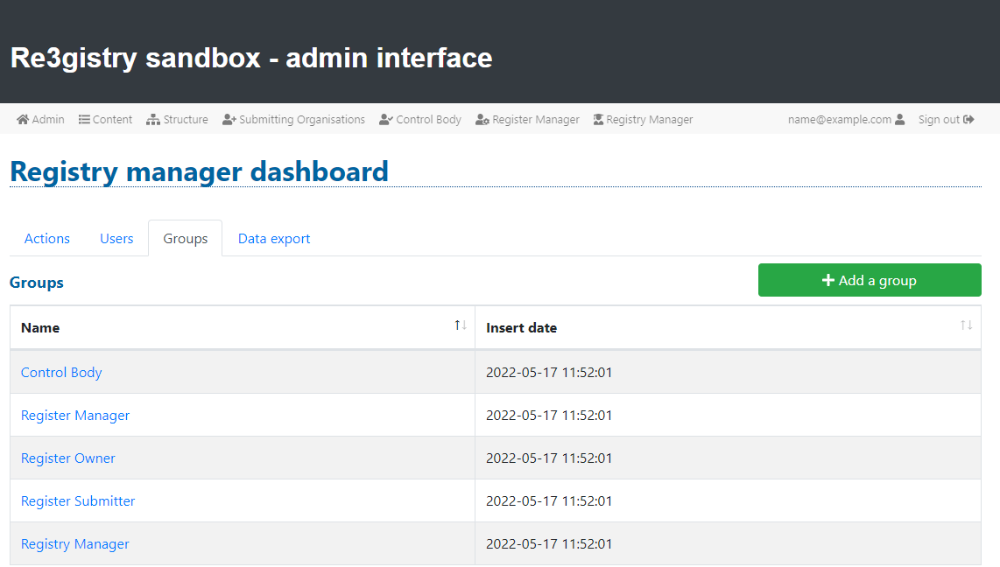 Re3gistry sandbox - admin interface
Admin Content Structure Submitting Organisations Control Body Register Manager Registry Manager name@example.com Sign out
Registry manager dashboard
Actions Users Groups Data export
Groups Add a group
Name Insert date
Control Body 2022-05-17 11:52:01
Register Manager 2022-05-17 11:52:01
Register Owner 2022-05-17 11:52:01
Register Submitter 2022-05-17 11:52:01
Registry Manager 2022-05-17 11:52:01